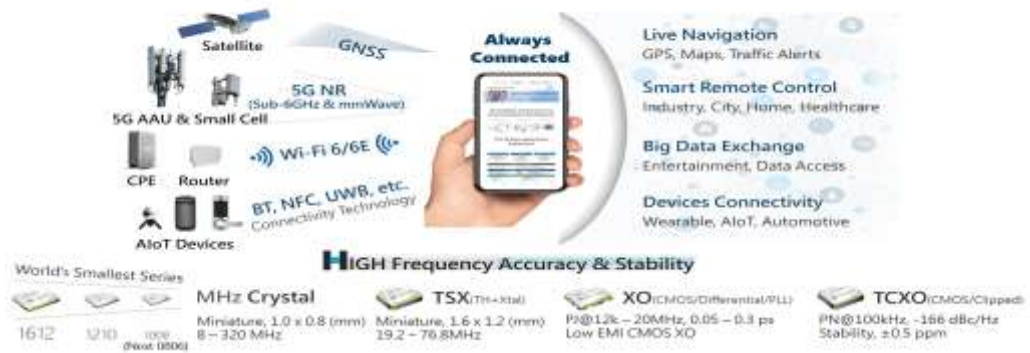 Satellite
GNSS
5G NR
(Sub-6GHz & mmWave)
5G AAU & Small Cell
Wi-Fi 6/6E
CPE Router
BT, NFC, UWB, etc.
Connectivity Technology
AIoT Devices
Always
Connected
Live Navigation
GPS, Maps, Traffic Alerts
Smart Remote Control
Industry, City, Home, Healthcare
Big Data Exchange
Entertainment, Data Access
Devices Connectivity
Wearable, AIoT, Automotive
HIGH Frequency Accuracy & Stability
World's Smallest Series
1612 1210 1008
(Next 0806)
MHz Crystal
Miniature, 1.0 x 0.8 (mm)
8 – 320 MHz
TSX(TH+Xtal)
Miniature, 1.6 x 1.2 (mm)
19.2 – 76.8MHz
XO(CMOS/Differential/PLL)
PJ@12k – 20MHz, 0.05 – 0.3 ps
Low EMI CMOS XO
TCXO(CMOS/Clipped)
PN@100kHz, -166 dBc/Hz
Stability, ±0.5 ppm